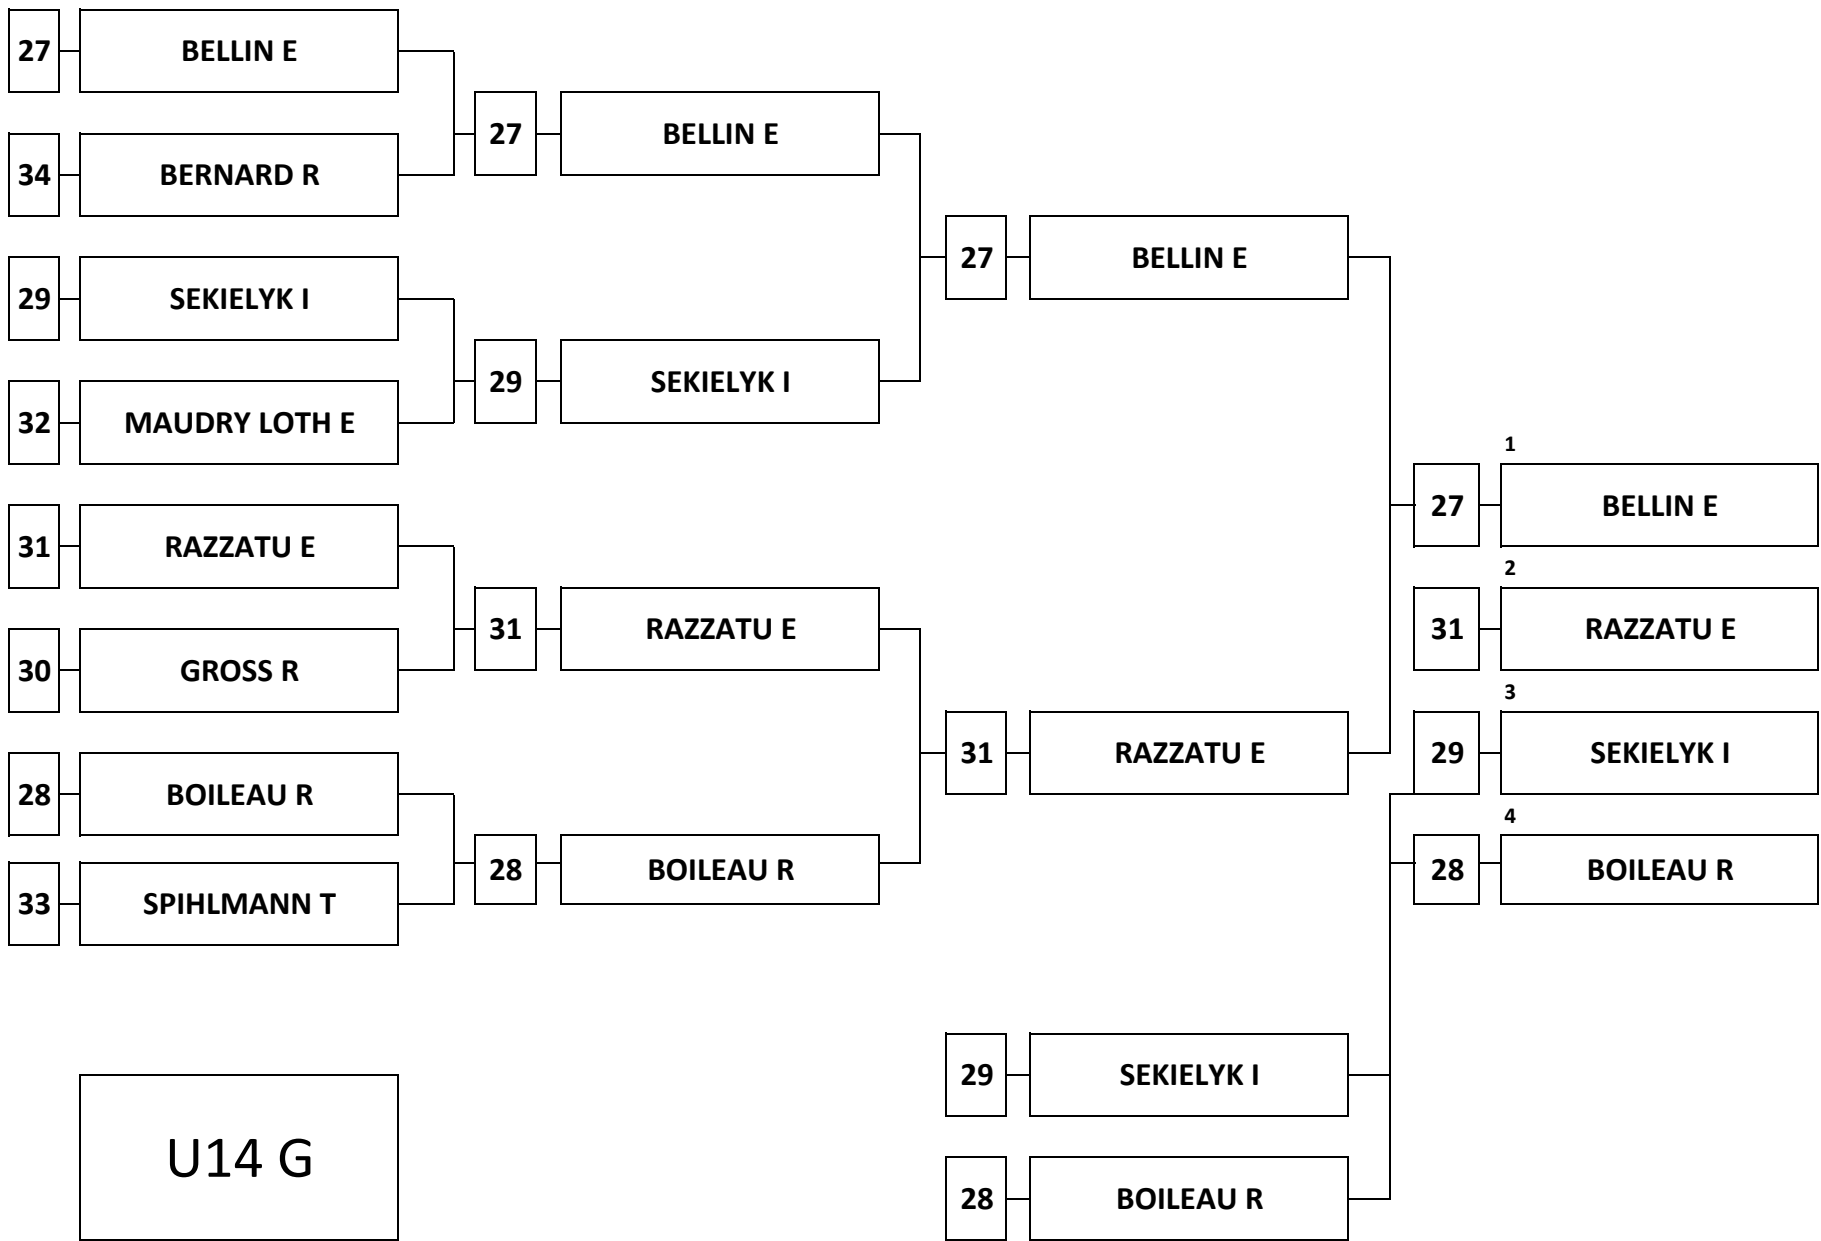 27 BELLIN E
34 BERNARD R
29 SEKIELYK I
32 MAUDRY LOTH E
31 RAZZATU E
30 GROSS R
28 BOILEAU R
33 SPIHLMANN T
27 BELLIN E
29 SEKIELYK I
31 RAZZATU E
28 BOILEAU R
27 BELLIN E
31 RAZZATU E
29 SEKIELYK I
28 BOILEAU R
1
27 BELLIN E
2
31 RAZZATU E
3
29 SEKIELYK I
4
28 BOILEAU R
U14 G